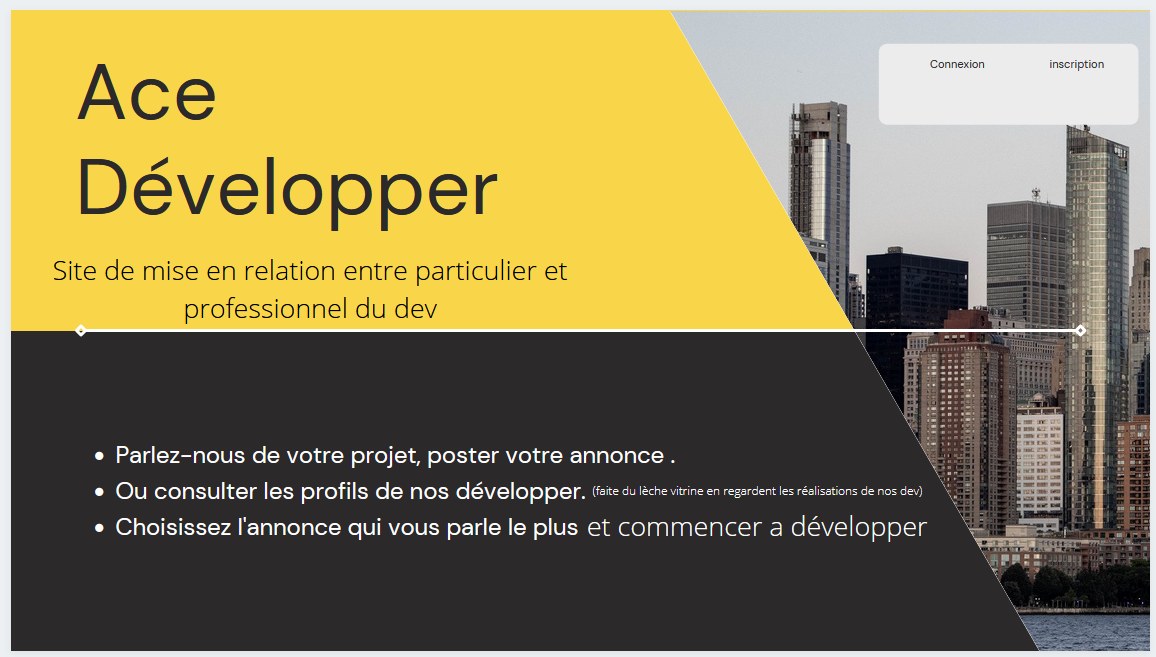 Connexion
inscription
Ace
Développer
Site de mise en relation entre particulier et
professionnel du dev
Parlez-nous de votre projet, poster votre annonce .
Ou consulter les profils de nos développer. (faite du lèche vitrine en regardent les réalisations de nos dev)
Choisissez l'annonce qui vous parle le plus et commencer a développer